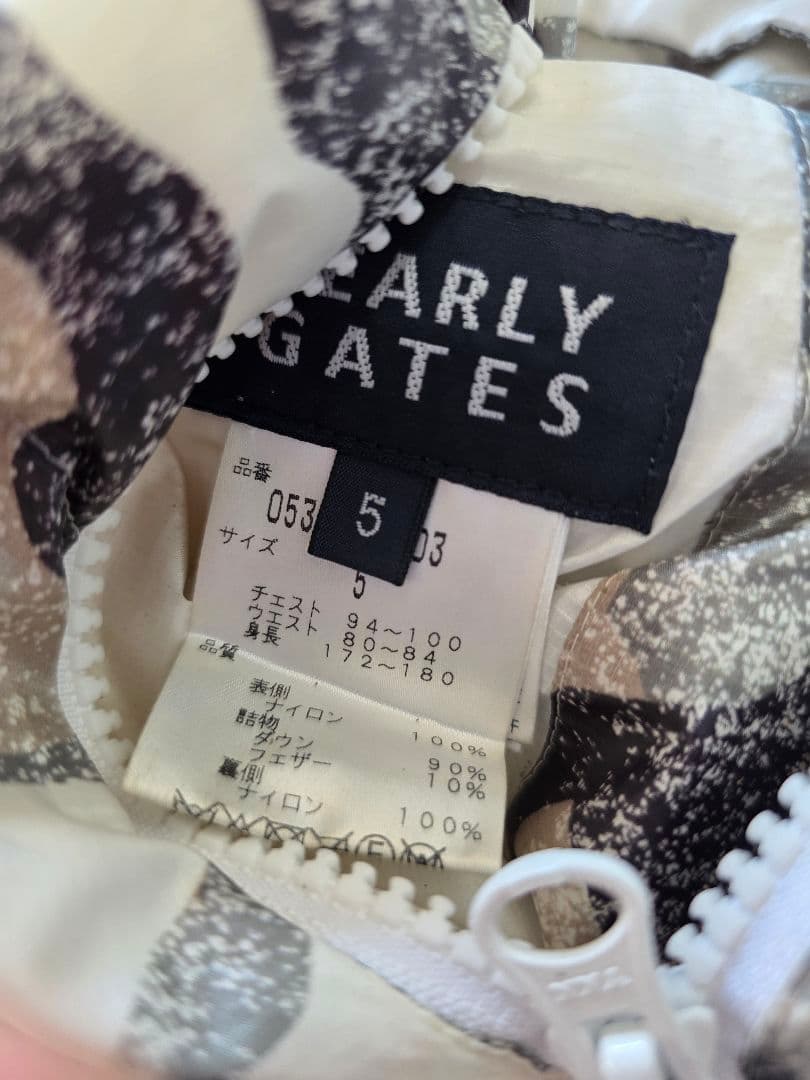 EARLY
GATES
5
品番
053
03
サイズ
5
チェスト 94～100
ウエスト 80～84
身長 172～180
品質
表側
ナイロン 100%
詰物
ダウン 90%
フェザー 10%
裏側
ナイロン 100%
F